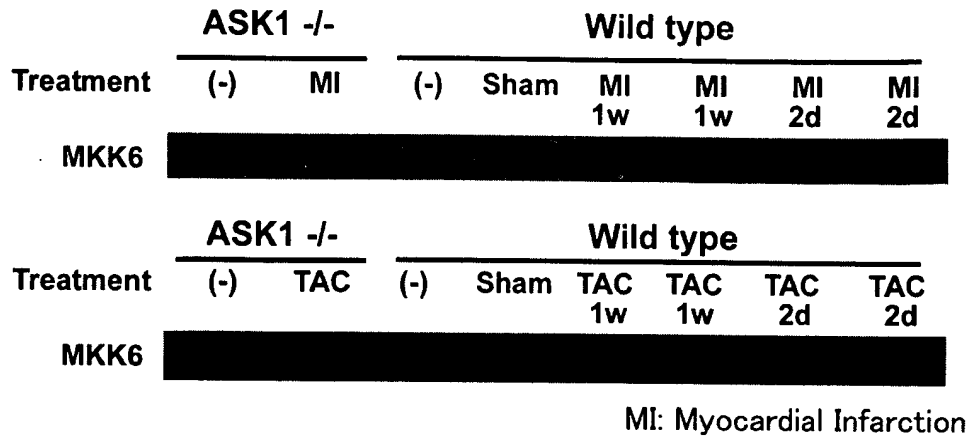 ASK1 -/- Wild type
Treatment (-) MI (-) Sham MI MI MI MI
1w 1w 2d 2d
MKK6
ASK1 -/- Wild type
Treatment (-) TAC (-) Sham TAC TAC TAC TAC
1w 1w 2d 2d
MKK6
MI: Myocardial Infarction